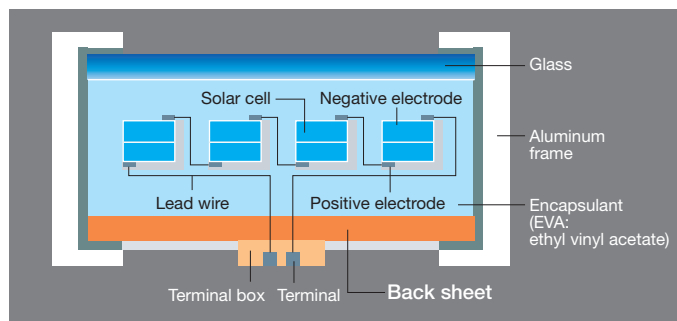 Glass
Solar cell
Negative electrode
Aluminum
frame
Lead wire
Positive electrode
Encapsulant
(EVA:
ethyl vinyl acetate)
Terminal box
Terminal
Back sheet